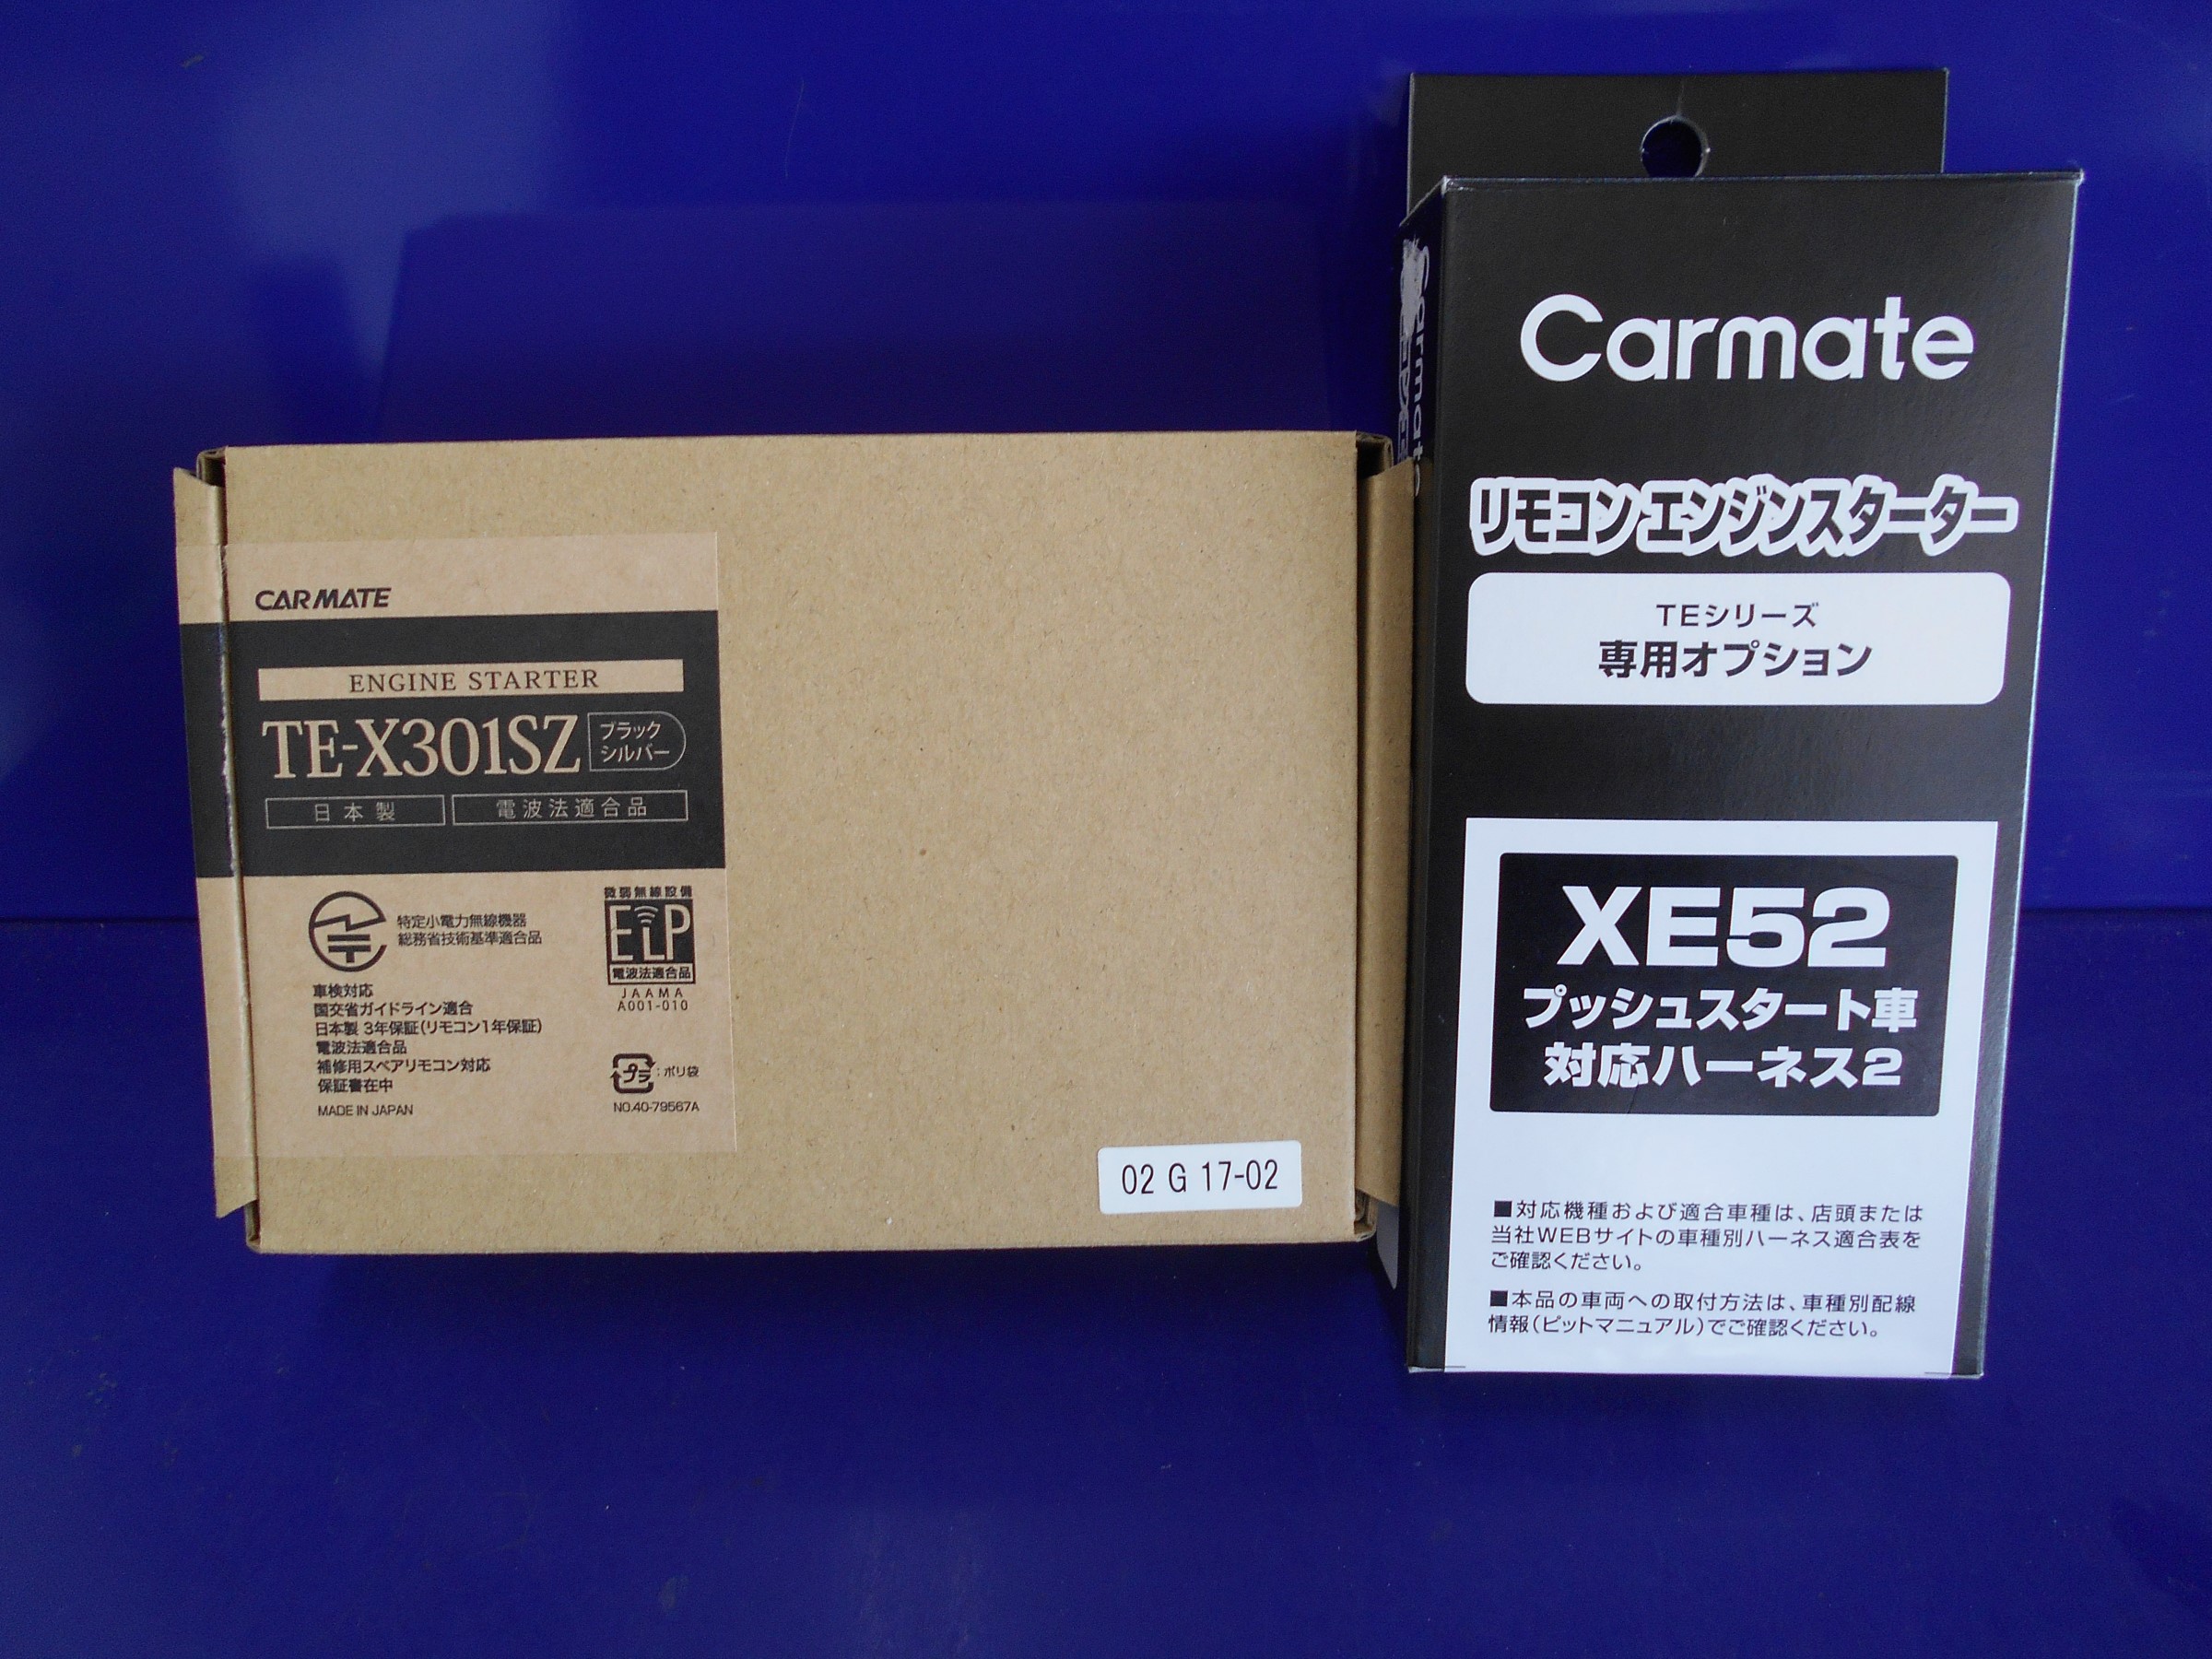 CARMATE
ENGINE STARTER
TE-X301SZ
ブラック
シルバー
日本製
電波法適合品
特定小電力無線機器
総務省技術基準適合品
微弱無線設備
ELP
電波法適合品
JAAMA
A001-010
車検対応
国交省ガイドライン適合
日本製 3年保証(リモコン1年保証)
電波法適合品
補修用スペアリモコン対応
保証書在中
MADE IN JAPAN
プラ:ポリ袋
NO.40-79567A
02 G 17-02
Carmate
Carmate
リモコンエンジンスターター
TEシリーズ
専用オプション
XE52
プッシュスタート車
対応ハーネス2
■対応機種および適合車種は、店頭または
当社WEBサイトの車種別ハーネス適合表を
ご確認ください。
■本品の車両への取付方法は、車種別配線
情報(ピットマニュアル)でご確認ください。